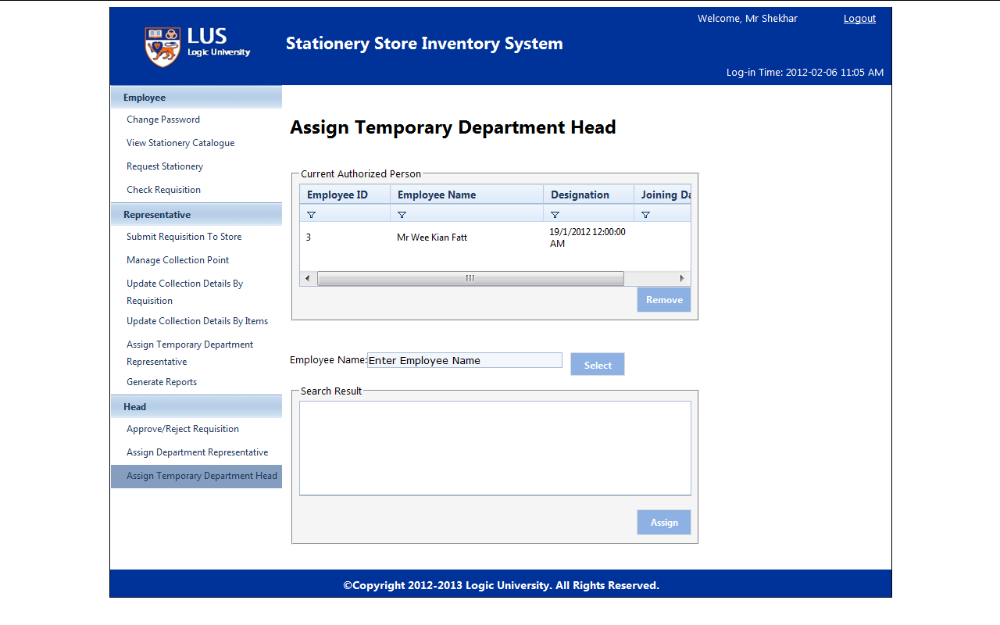 Welcome, Mr Shekhar
Logout
LUS
Logic University
Stationery Store Inventory System
Log-in Time: 2012-02-06 11:05 AM
Employee
Change Password
View Stationery Catalogue
Request Stationery
Check Requisition
Representative
Submit Requisition To Store
Manage Collection Point
Update Collection Details By
Requisition
Update Collection Details By Items
Assign Temporary Department
Representative
Generate Reports
Head
Approve/Reject Requisition
Assign Department Representative
Assign Temporary Department Head
Assign Temporary Department Head
Current Authorized Person
Employee ID Employee Name Designation Joining Da
3 Mr Wee Kian Fatt 19/1/2012 12:00:00
AM
Remove
Employee Name: Enter Employee Name Select
Search Result
Assign
©Copyright 2012-2013 Logic University. All Rights Reserved.